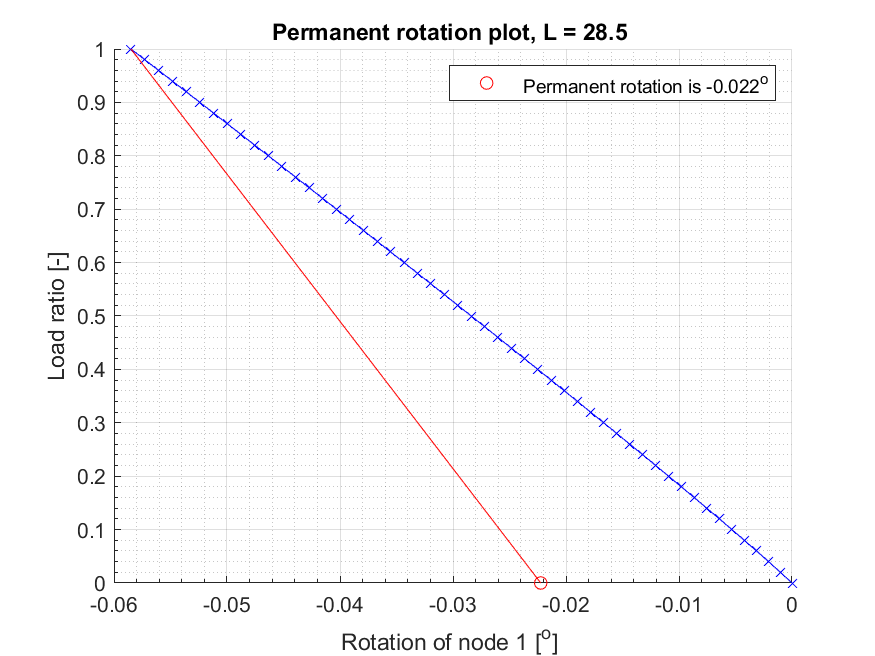 Permanent rotation plot, L = 28.5
Permanent rotation is -0.022°
1
0.9
0.8
0.7
0.6
0.5
0.4
0.3
0.2
0.1
0
Load ratio [-]
-0.06 -0.05 -0.04 -0.03 -0.02 -0.01 0
Rotation of node 1 [°]